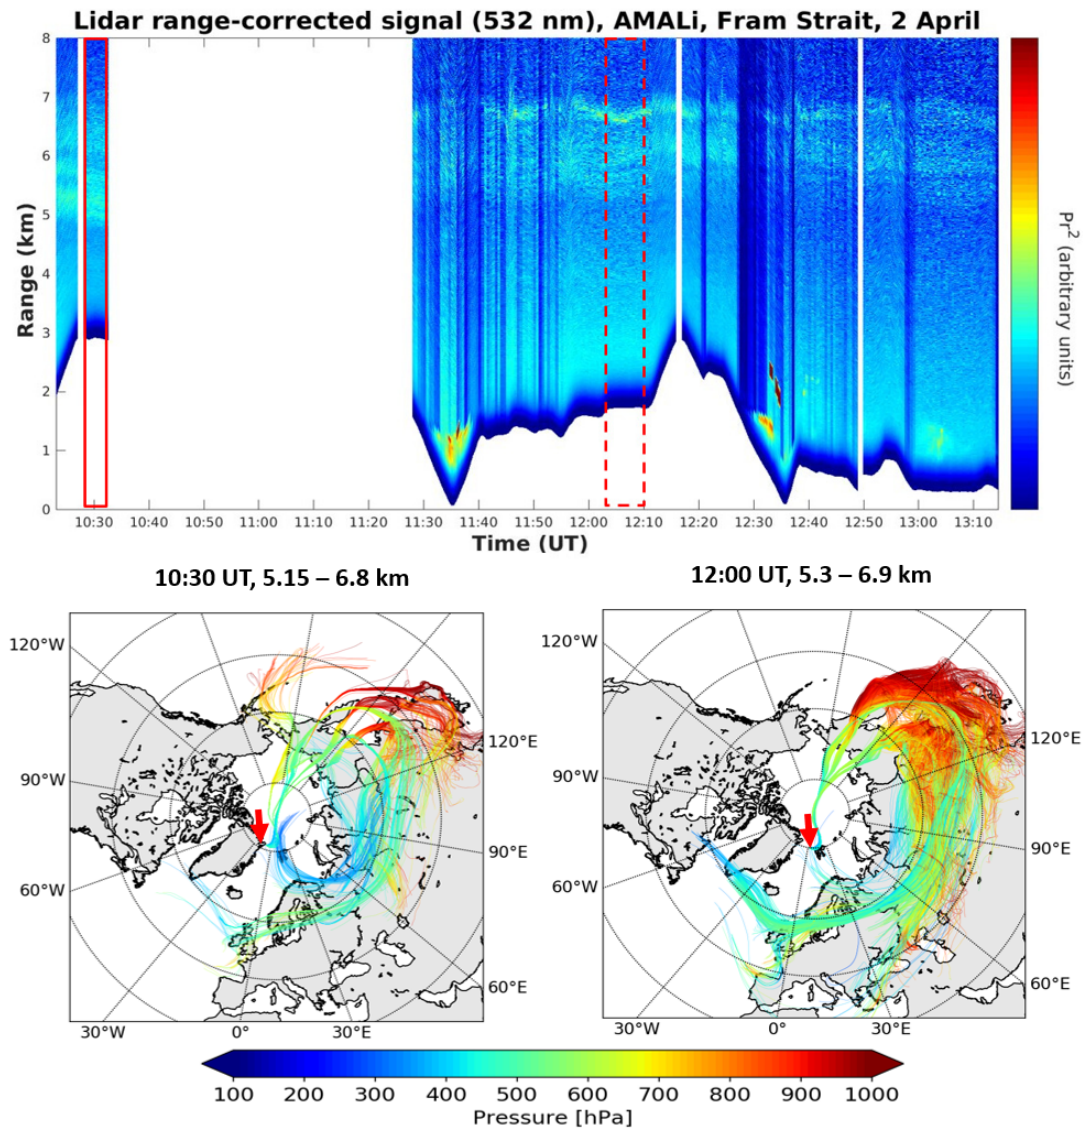 Lidar range-corrected signal (532 nm), AMALi, Fram Strait, 2 April
8
7
6
5
4
3
2
1
0
Range (km)
10:30 10:40 10:50 11:00 11:10 11:20 11:30 11:40 11:50 12:00 12:10 12:20 12:30 12:40 12:50 13:00 13:10
Time (UT)
Pr² (arbitrary units)
10:30 UT, 5.15 – 6.8 km
12:00 UT, 5.3 – 6.9 km
120°W
90°W
60°W
30°W
0°
30°E
60°E
90°E
120°E
120°W
90°W
60°W
30°W
0°
30°E
60°E
90°E
120°E
100 200 300 400 500 600 700 800 900 1000
Pressure [hPa]